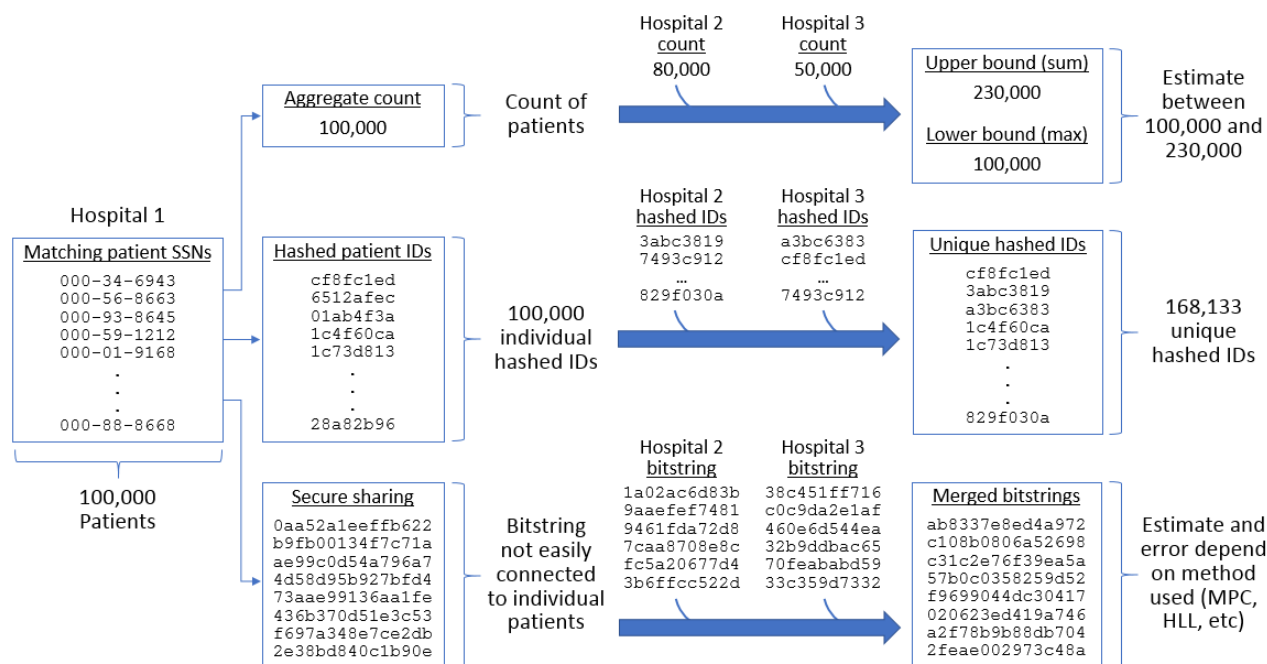 Hospital 2
count
80,000
Hospital 3
count
50,000
Aggregate count
100,000
Count of
patients
Upper bound (sum)
230,000
Lower bound (max)
100,000
Estimate
between
100,000 and
230,000
Hospital 1
Matching patient SSNs
000-34-6943
000-56-8663
000-93-8645
000-59-1212
000-01-9168
.
.
.
000-88-8668
100,000
Patients
Hashed patient IDs
cf8fc1ed
6512afec
01ab4f3a
1c4f60ca
1c73d813
.
.
.
28a82b96
100,000
individual
hashed IDs
Hospital 2
hashed IDs
3abc3819
7493c912
…
829f030a
Hospital 3
hashed IDs
a3bc6383
cf8fc1ed
…
7493c912
Unique hashed IDs
cf8fc1ed
3abc3819
a3bc6383
1c4f60ca
1c73d813
.
.
.
829f030a
168,133
unique
hashed IDs
Secure sharing
0aa52a1eeffb622
b9fb00134f7c71a
ae99c0d54a796a7
4d58d95b927bfd4
73aae99136aa1fe
436b370d51e3c53
f697a348e7ce2db
2e38bd840c1b90e
Bitstring
not easily
connected
to individual
patients
Hospital 2
bitstring
1a02ac6d83b
9aaefef7481
9461fda72d8
7caa8708e8c
fc5a20677d4
3b6ffcc522d
Hospital 3
bitstring
38c451ff716
c0c9da2e1af
460e6d544ea
32b9ddbac65
70feababd59
33c359d7332
Merged bitstrings
ab8337e8ed4a972
c108b0806a52698
c31c2e76f39ea5a
57b0c0358259d52
f9699044dc30417
020623ed419a746
a2f78b9b88db704
2feae002973c48a
Estimate and
error depend
on method
used (MPC,
HLL, etc)